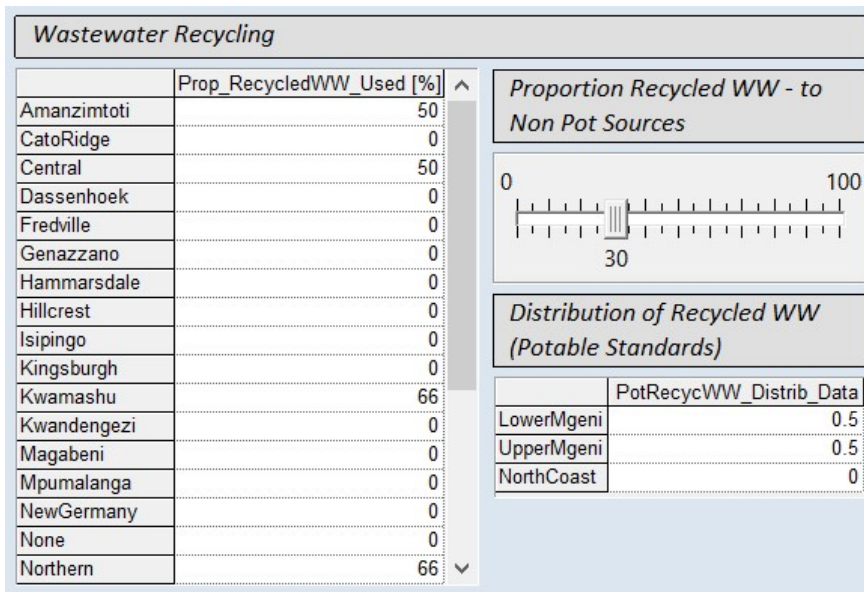 Wastewater Recycling
Prop_RecycledWW_Used [%]
Amanzimtoti 50
CatoRidge 0
Central 50
Dassenhoek 0
Fredville 0
Genazzano 0
Hammarsdale 0
Hillcrest 0
Isipingo 0
Kingsburgh 0
Kwamashu 66
Kwandengezi 0
Magabeni 0
Mpumalanga 0
NewGermany 0
None 0
Northern 66
Proportion Recycled WW - to
Non Pot Sources
0 100
30
Distribution of Recycled WW
(Potable Standards)
PotRecycWW_Distrib_Data
LowerMgeni 0.5
UpperMgeni 0.5
NorthCoast 0